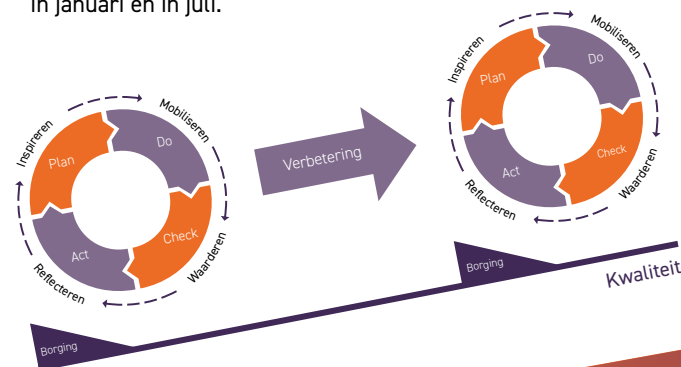 in januari en in juli.
Inspireren
Mobiliseren
Plan
Do
Act
Check
Reflecteren
Waarderen
Verbetering
Inspireren
Mobiliseren
Plan
Do
Act
Check
Reflecteren
Waarderen
Borging
Kwaliteit
Borging